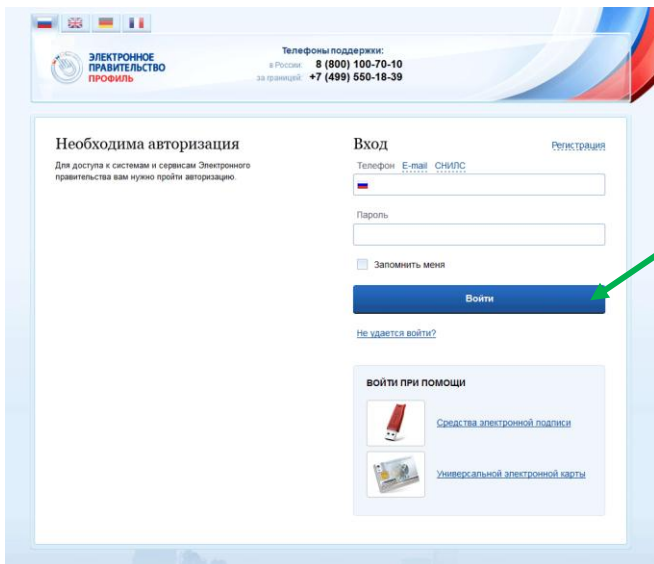 ЭЛЕКТРОННОЕ
ПРАВИТЕЛЬСТВО
ПРОФИЛЬ
Телефоны поддержки:
в России: 8 (800) 100-70-10
за границей: +7 (499) 550-18-39
Необходима авторизация
Для доступа к системам и сервисам Электронного
правительства вам нужно пройти авторизацию.
Вход
Регистрация
Телефон E-mail СНИЛС
Пароль
Запомнить меня
Войти
Не удается войти?
ВОЙТИ ПРИ ПОМОЩИ
Средства электронной подписи
Универсальной электронной карты